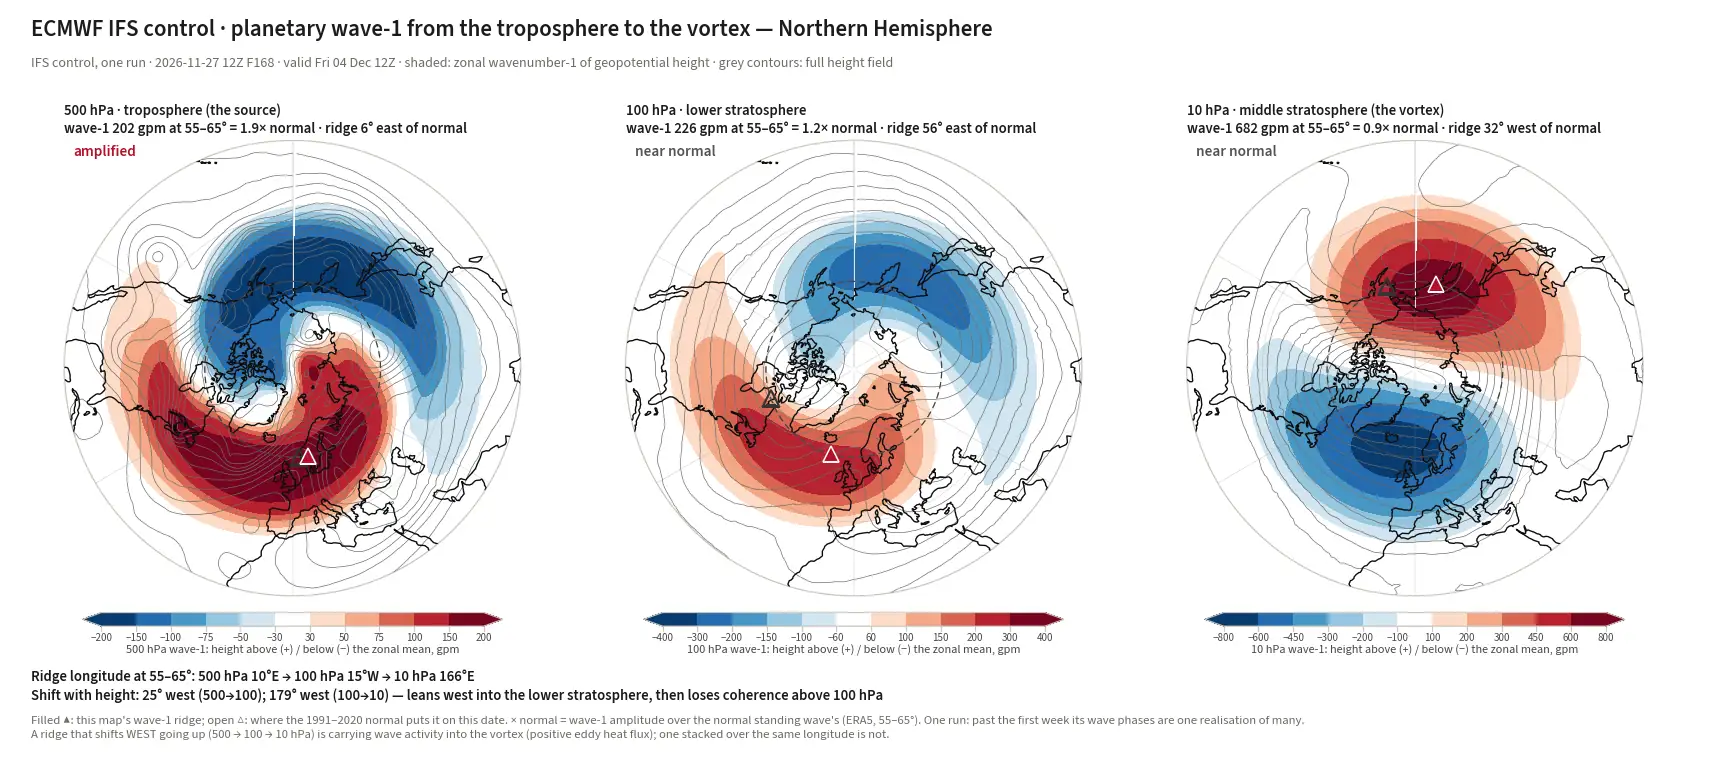 ECMWF IFS control · planetary wave-1 from the troposphere to the vortex — Northern Hemisphere
IFS control, one run · 2026-11-27 12Z F168 · valid Fri 04 Dec 12Z · shaded: zonal wavenumber-1 of geopotential height · grey contours: full height field
500 hPa · troposphere (the source)
wave-1 202 gpm at 55–65° = 1.9× normal · ridge 6° east of normal
amplified
100 hPa · lower stratosphere
wave-1 226 gpm at 55–65° = 1.2× normal · ridge 56° east of normal
near normal
10 hPa · middle stratosphere (the vortex)
wave-1 682 gpm at 55–65° = 0.9× normal · ridge 32° west of normal
near normal
−200 −150 −100 −75 −50 −30 30 50 75 100 150 200
500 hPa wave-1: height above (+) / below (−) the zonal mean, gpm
−400 −300 −200 −150 −100 −60 60 100 150 200 300 400
100 hPa wave-1: height above (+) / below (−) the zonal mean, gpm
−800 −600 −450 −300 −200 −100 100 200 300 450 600 800
10 hPa wave-1: height above (+) / below (−) the zonal mean, gpm
Ridge longitude at 55–65°: 500 hPa 10°E → 100 hPa 15°W → 10 hPa 166°E
Shift with height: 25° west (500→100); 179° west (100→10) — leans west into the lower stratosphere, then loses coherence above 100 hPa
Filled ▲: this map's wave-1 ridge; open △: where the 1991–2020 normal puts it on this date. × normal = wave-1 amplitude over the normal standing wave's (ERA5, 55–65°). One run: past the first week its wave phases are one realisation of many.
A ridge that shifts WEST going up (500 → 100 → 10 hPa) is carrying wave activity into the vortex (positive eddy heat flux); one stacked over the same longitude is not.